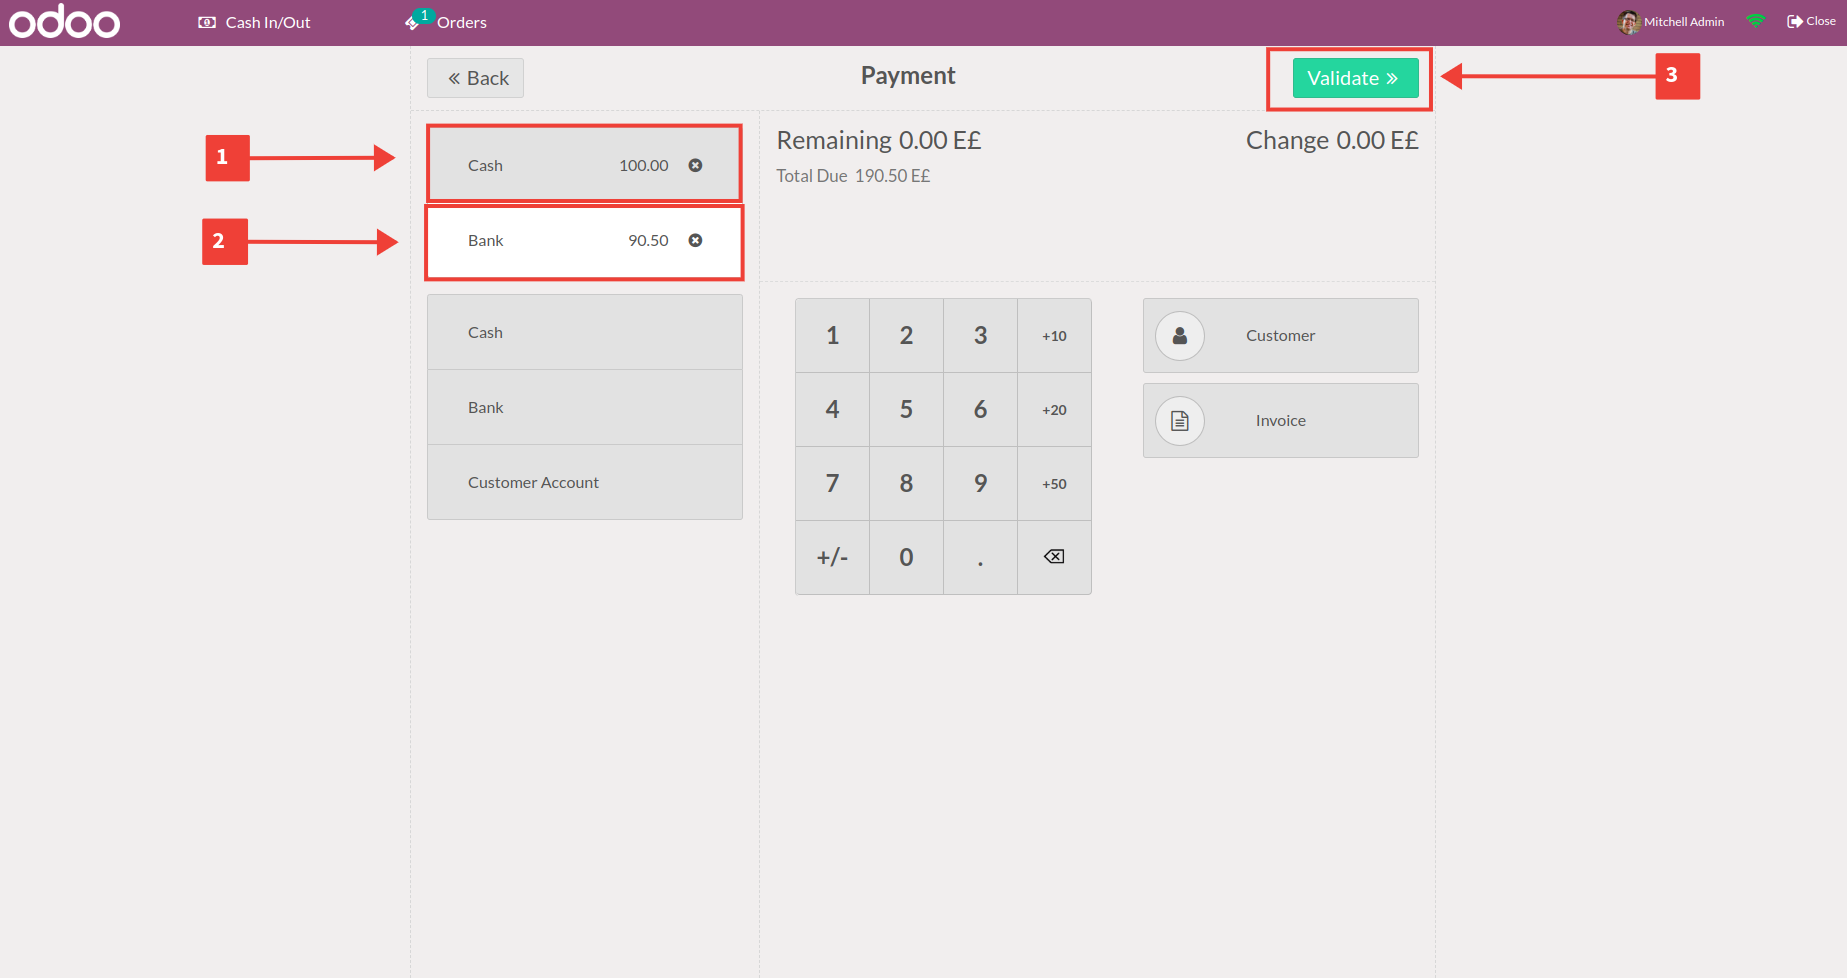 odoo
Cash In/Out
1
Orders
Mitchell Admin
Close
« Back
Payment
Validate »
3
1
Cash 100.00
2
Bank 90.50
Remaining 0.00 E£
Change 0.00 E£
Total Due 190.50 E£
Cash
Bank
Customer Account
1 2 3 +10
4 5 6 +20
7 8 9 +50
+/- 0 .
Customer
Invoice